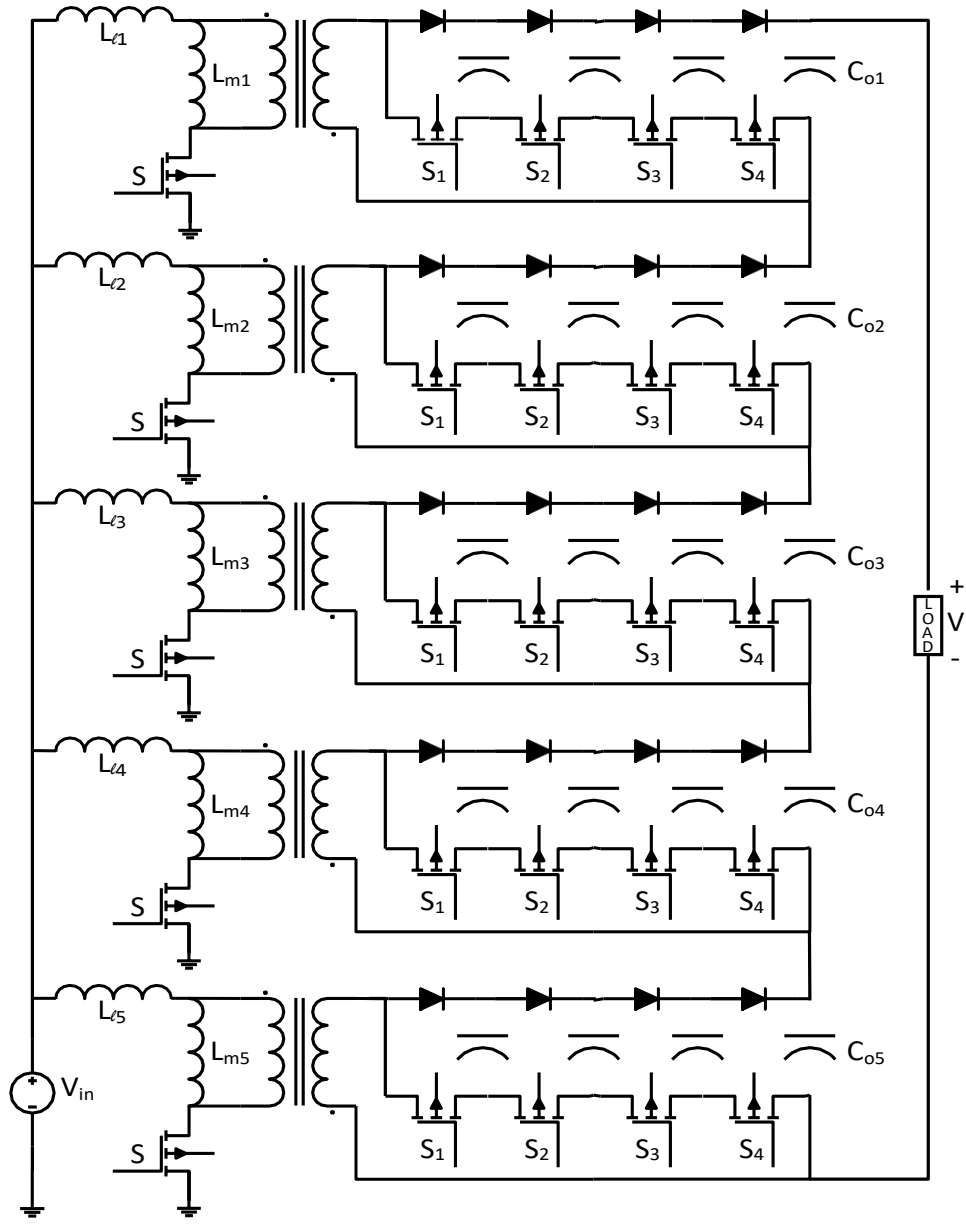 Lℓ1
Lm1
Co1
S
S1 S2 S3 S4
Lℓ2
Lm2
Co2
S
S1 S2 S3 S4
Lℓ3
Lm3
Co3
S
S1 S2 S3 S4
+
LOAD
V
-
Lℓ4
Lm4
Co4
S
S1 S2 S3 S4
Lℓ5
Lm5
Co5
+
-
Vin
S
S1 S2 S3 S4